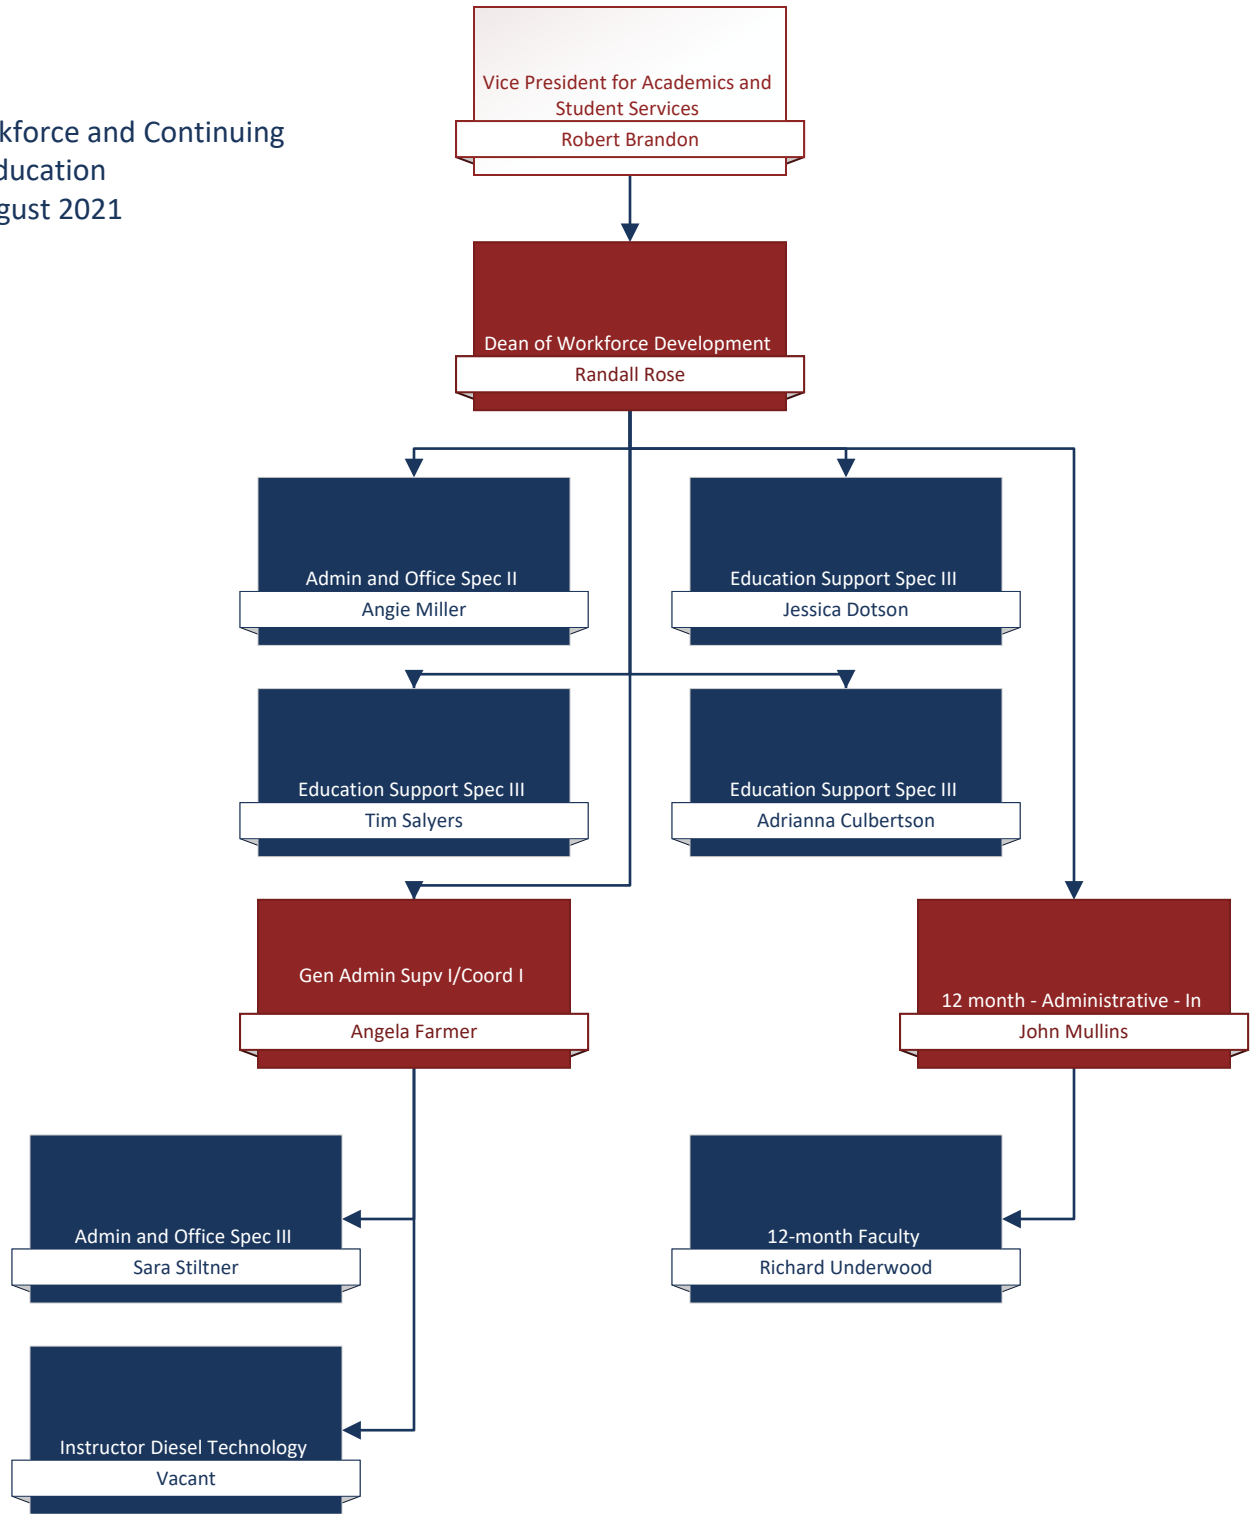 Vice President for Academics and
Student Services
Robert Brandon
kforce and Continuing
ducation
gust 2021
Dean of Workforce Development
Randall Rose
Admin and Office Spec II
Angie Miller
Education Support Spec III
Jessica Dotson
Education Support Spec III
Tim Salyers
Education Support Spec III
Adrianna Culbertson
Gen Admin Supv I/Coord I
Angela Farmer
12 month - Administrative - In
John Mullins
Admin and Office Spec III
Sara Stiltner
12-month Faculty
Richard Underwood
Instructor Diesel Technology
Vacant